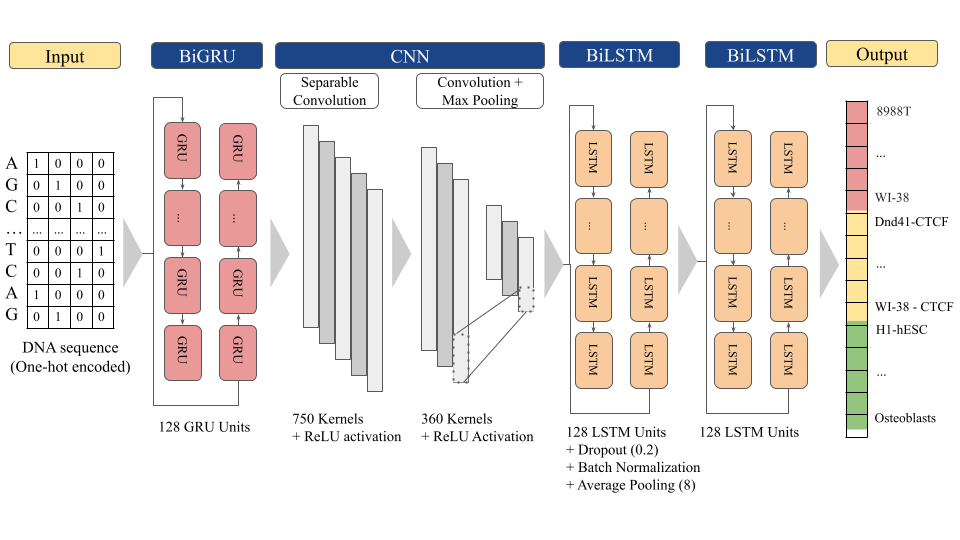 Input
BiGRU
CNN
BiLSTM
BiLSTM
Output
Separable
Convolution
Convolution +
Max Pooling
A 1 0 0 0
G 0 1 0 0
C 0 0 1 0
... ... ... ... ...
T 0 0 0 1
C 0 0 1 0
A 1 0 0 0
G 0 1 0 0
DNA sequence
(One-hot encoded)
GRU GRU
... ...
GRU GRU
GRU GRU
128 GRU Units
750 Kernels
+ ReLU activation
360 Kernels
+ ReLU Activation
LSTM LSTM
... ...
LSTM LSTM
LSTM LSTM
128 LSTM Units
+ Dropout (0.2)
+ Batch Normalization
+ Average Pooling (8)
LSTM LSTM
... ...
LSTM LSTM
LSTM LSTM
128 LSTM Units
8988T
...
WI-38
Dnd41-CTCF
...
WI-38 - CTCF
H1-hESC
...
Osteoblasts